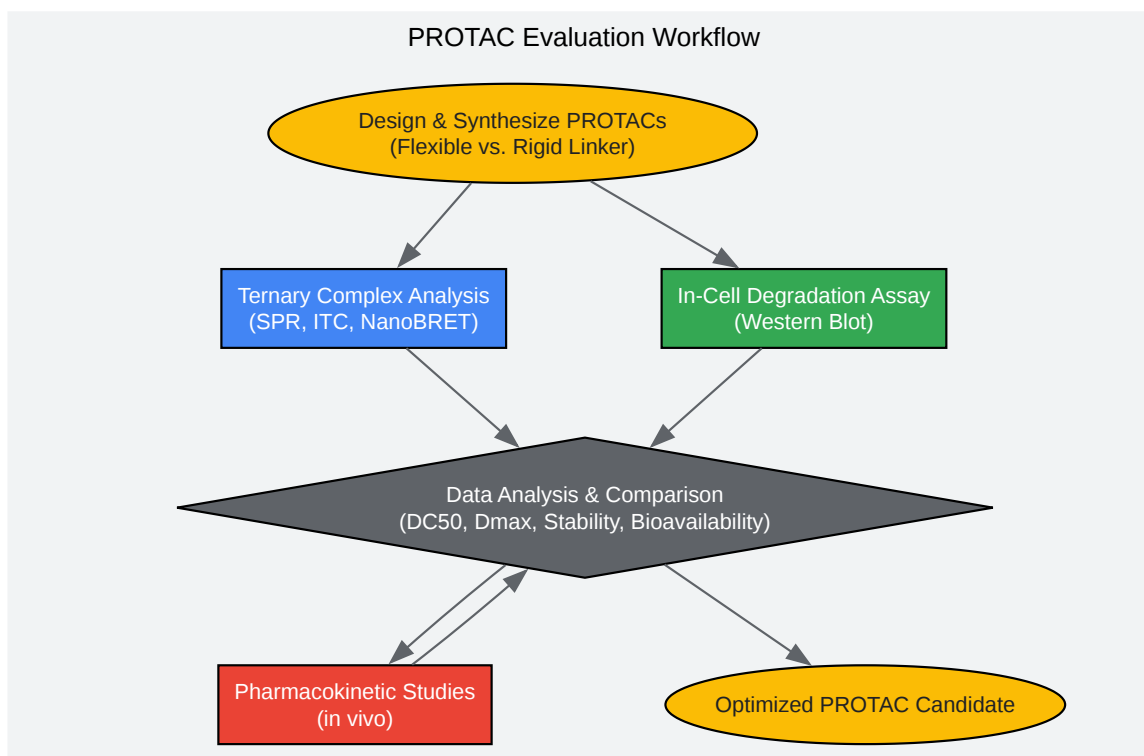 PROTAC Evaluation Workflow
Design & Synthesize PROTACs
(Flexible vs. Rigid Linker)
Ternary Complex Analysis
(SPR, ITC, NanoBRET)
In-Cell Degradation Assay
(Western Blot)
Data Analysis & Comparison
(DC50, Dmax, Stability, Bioavailability)
Pharmacokinetic Studies
(in vivo)
Optimized PROTAC Candidate